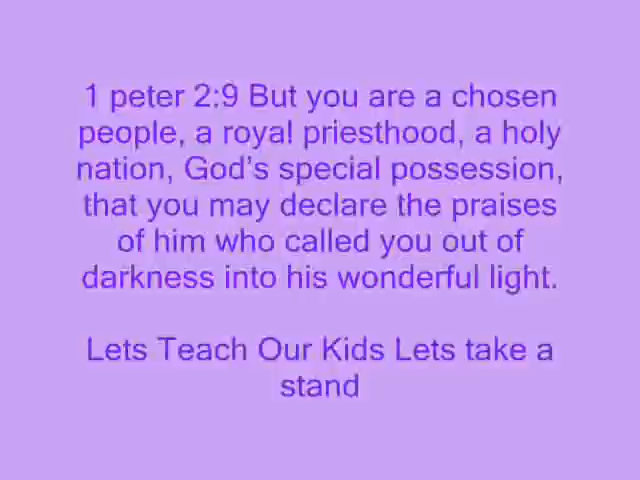 1 peter 2:9 But you are a chosen
people, a royal priesthood, a holy
nation, God's special possession,
that you may declare the praises
of him who called you out of
darkness into his wonderful light.
Lets Teach Our Kids Lets take a
stand